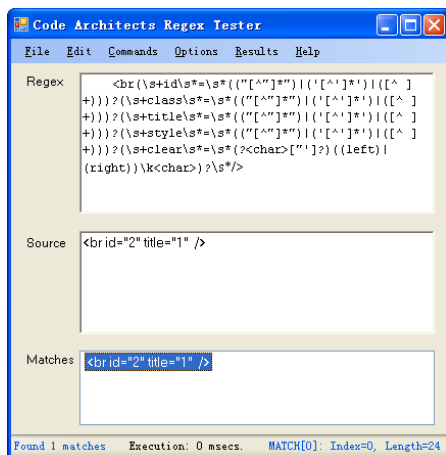 Code Architects Regex Tester
File Edit Commands Options Results Help
Regex
<br(\s+id\s*=\s*(("[^"]*")|('[^']*')|([^ ]
+)))?(\s+class\s*=\s*(("[^"]*")|('[^']*')|([^ ]
+)))?(\s+title\s*=\s*(("[^"]*")|('[^']*')|([^ ]
+)))?(\s+style\s*=\s*(("[^"]*")|('[^']*')|([^ ]
+)))?(\s+clear\s*=\s*(?<char>["']?)((left)|
(right))\k<char>)?\s*/>
Source
<br id="2" title="1" />
Matches
<br id="2" title="1" />
Found 1 matches Execution: 0 msecs. MATCH[0]: Index=0, Length=24